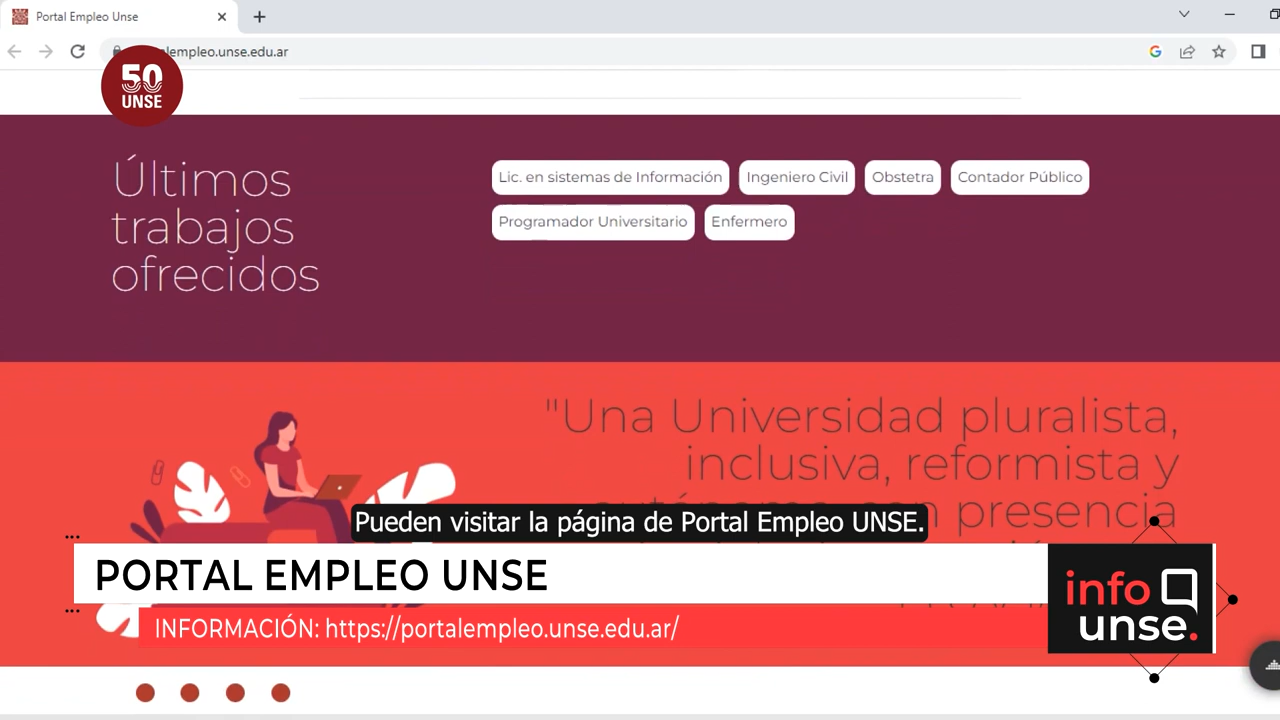 Portal Empleo Unse
portalempleo.unse.edu.ar
50
UNSE
Últimos
trabajos
ofrecidos
Lic. en sistemas de Información
Ingeniero Civil
Obstetra
Contador Público
Programador Universitario
Enfermero
"Una Universidad pluralista,
inclusiva, reformista y
presencia
Pueden visitar la página de Portal Empleo UNSE.
PORTAL EMPLEO UNSE
INFORMACIÓN: https://portalempleo.unse.edu.ar/
info
unse.